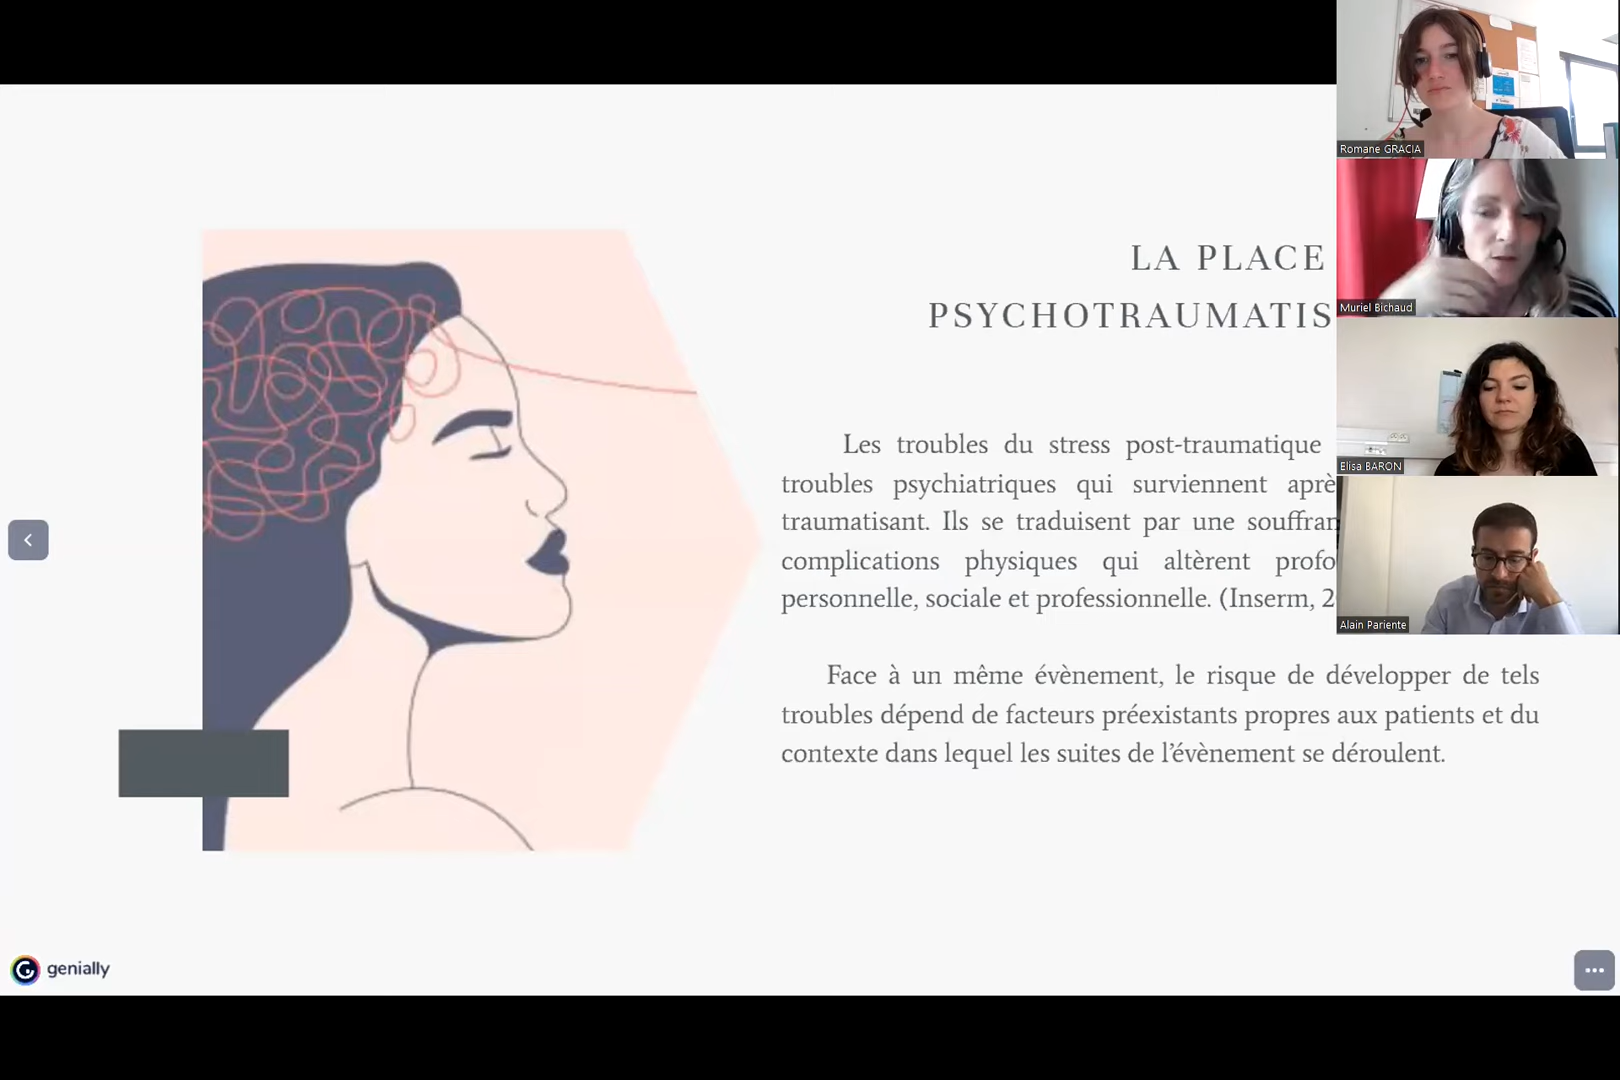 LA PLACE
PSYCHOTRAUMATIS
Les troubles du stress post-traumatique
troubles psychiatriques qui surviennent aprè
traumatisant. Ils se traduisent par une souffran
complications physiques qui altèrent profo
personnelle, sociale et professionnelle. (Inserm, 2
Face à un même évènement, le risque de développer de tels
troubles dépend de facteurs préexistants propres aux patients et du
contexte dans lequel les suites de l’évènement se déroulent.
genially
Romane GRACIA
Muriel Bichaud
Elisa BARON
Alain Pariente